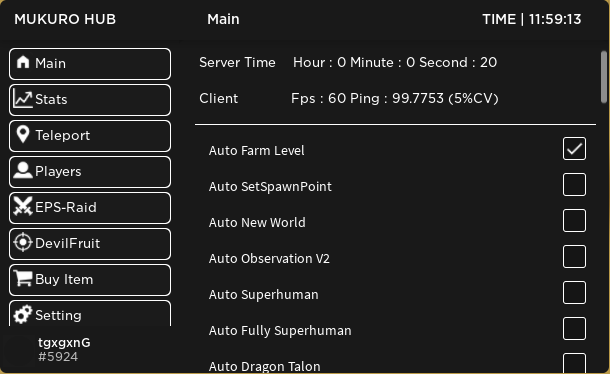 MUKURO HUB
Main
TIME | 11:59:13
Main
Stats
Teleport
Players
EPS-Raid
DevilFruit
Buy Item
Setting
tgxgxnG
#5924
Server Time Hour : 0 Minute : 0 Second : 20
Client Fps : 60 Ping : 99.7753 (5%CV)
Auto Farm Level
Auto SetSpawnPoint
Auto New World
Auto Observation V2
Auto Superhuman
Auto Fully Superhuman
Auto Dragon Talon